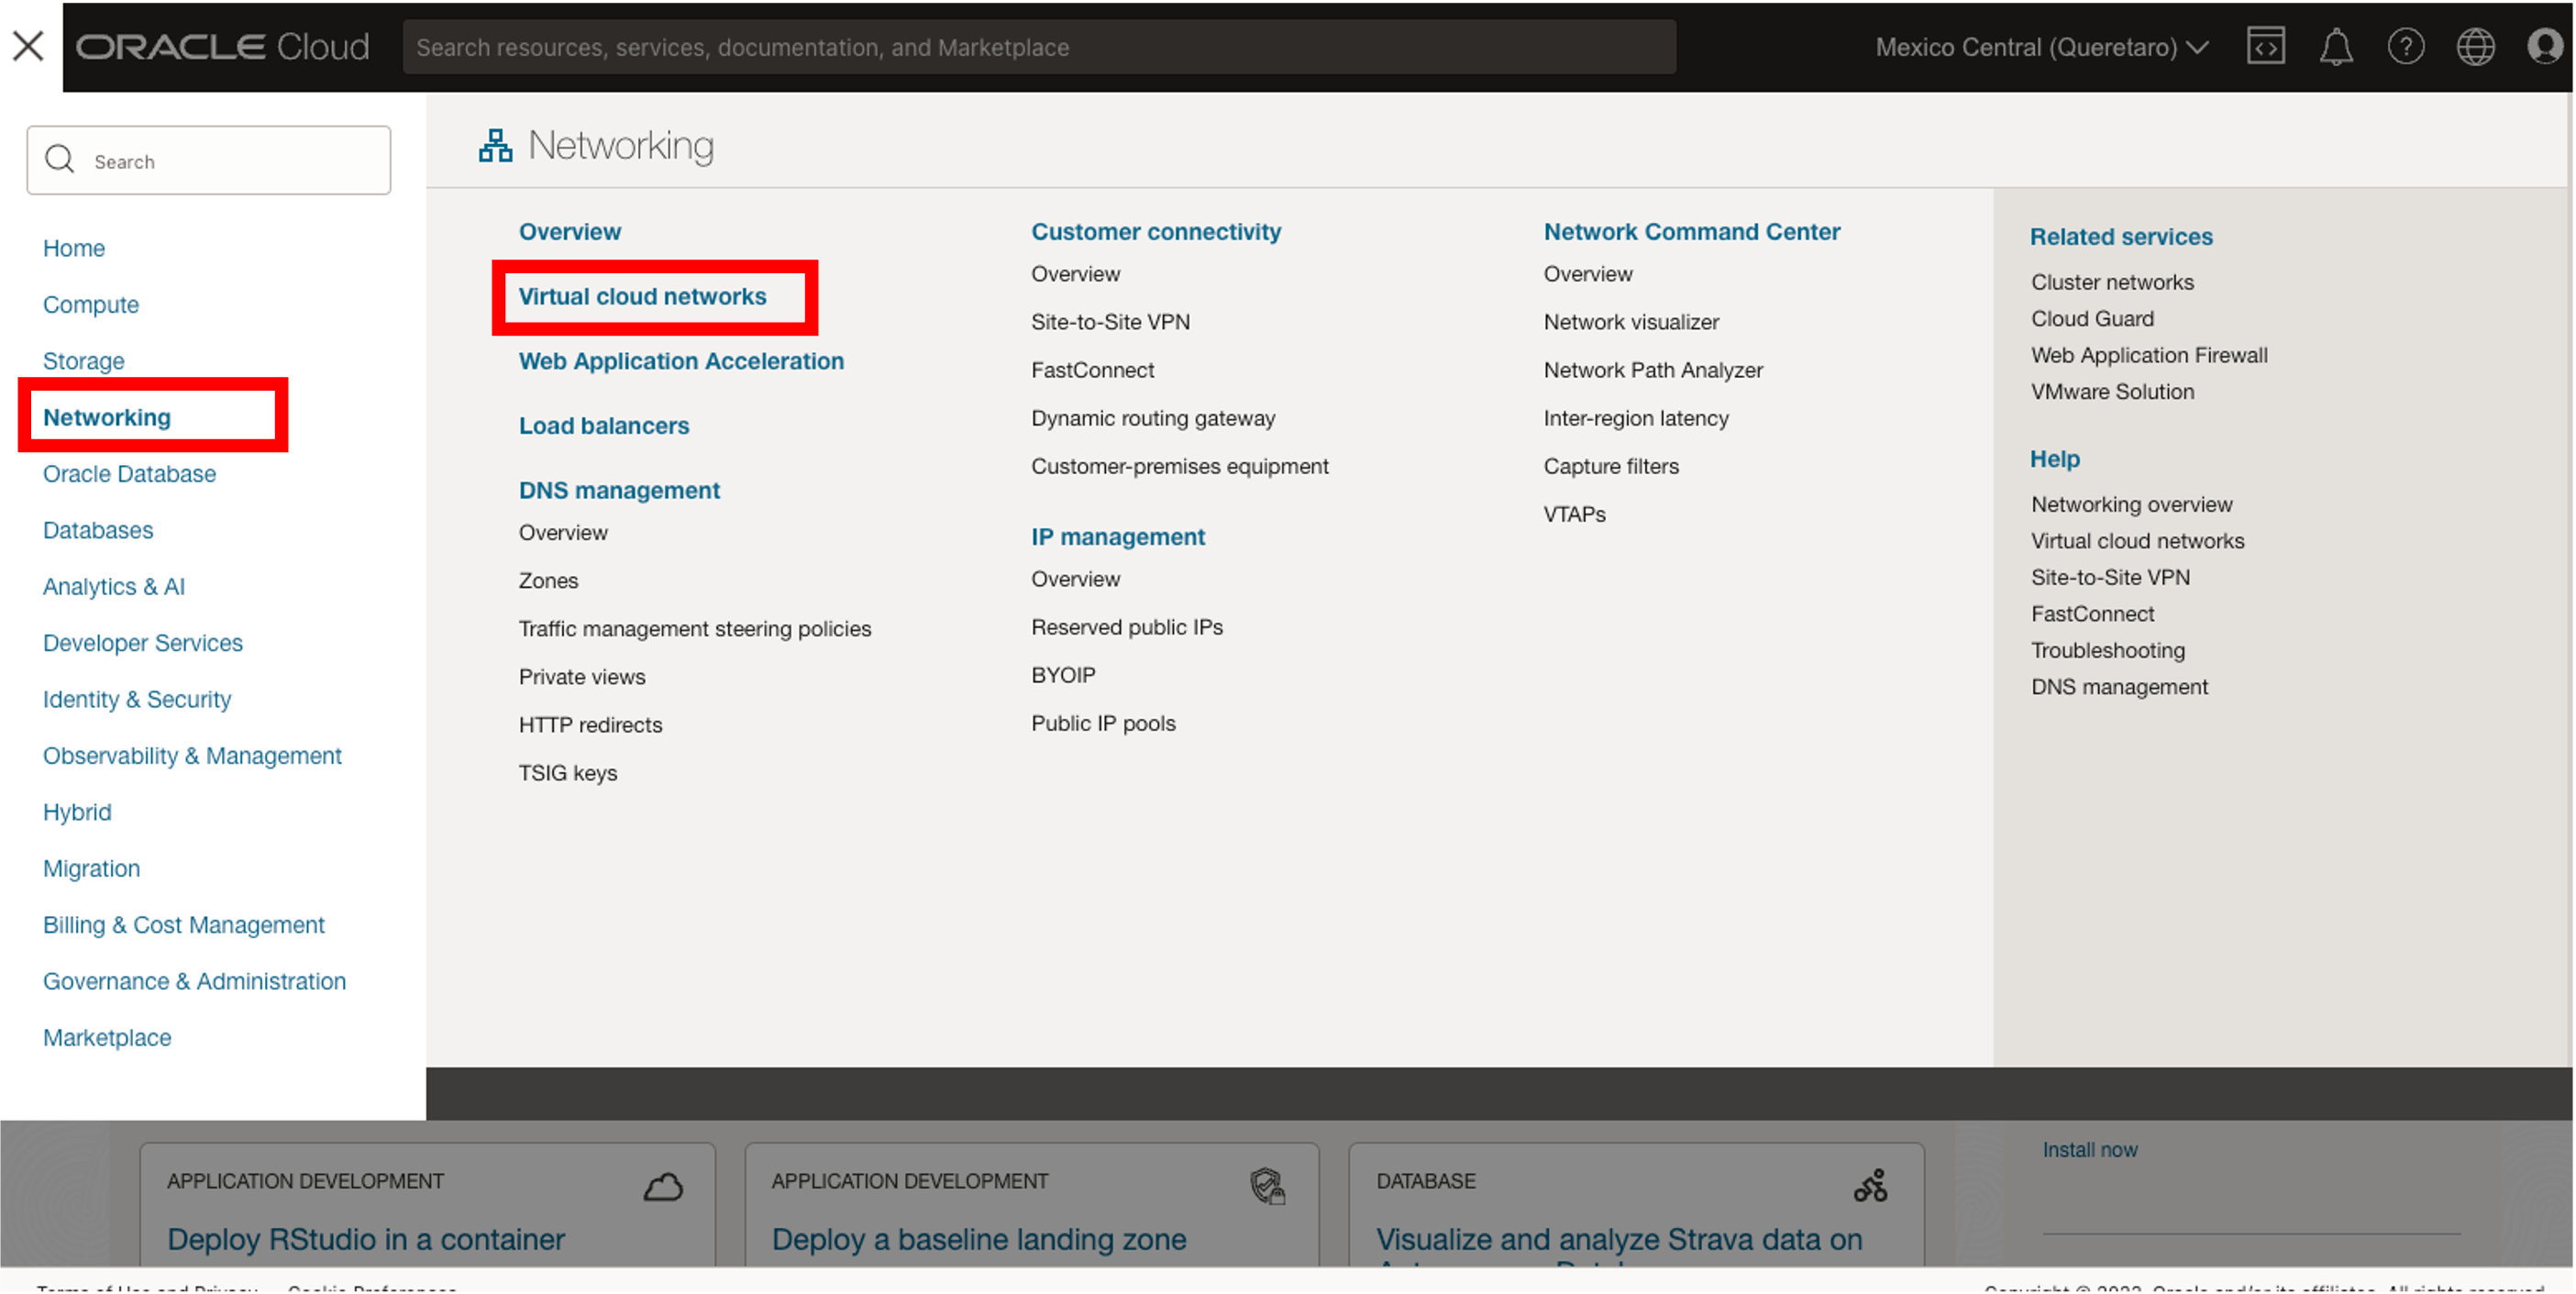 ORACLE Cloud
Search resources, services, documentation, and Marketplace
Mexico Central (Queretaro)
Search
Home
Compute
Storage
Networking
Oracle Database
Databases
Analytics & AI
Developer Services
Identity & Security
Observability & Management
Hybrid
Migration
Billing & Cost Management
Governance & Administration
Marketplace
Networking
Overview
Virtual cloud networks
Web Application Acceleration
Load balancers
DNS management
Overview
Zones
Traffic management steering policies
Private views
HTTP redirects
TSIG keys
Customer connectivity
Overview
Site-to-Site VPN
FastConnect
Dynamic routing gateway
Customer-premises equipment
IP management
Overview
Reserved public IPs
BYOIP
Public IP pools
Network Command Center
Overview
Network visualizer
Network Path Analyzer
Inter-region latency
Capture filters
VTAPs
Related services
Cluster networks
Cloud Guard
Web Application Firewall
VMware Solution
Help
Networking overview
Virtual cloud networks
Site-to-Site VPN
FastConnect
Troubleshooting
DNS management
APPLICATION DEVELOPMENT
Deploy RStudio in a container
APPLICATION DEVELOPMENT
Deploy a baseline landing zone
DATABASE
Visualize and analyze Strava data on
Install now
Terms of Use and Privacy
Cookie Preferences